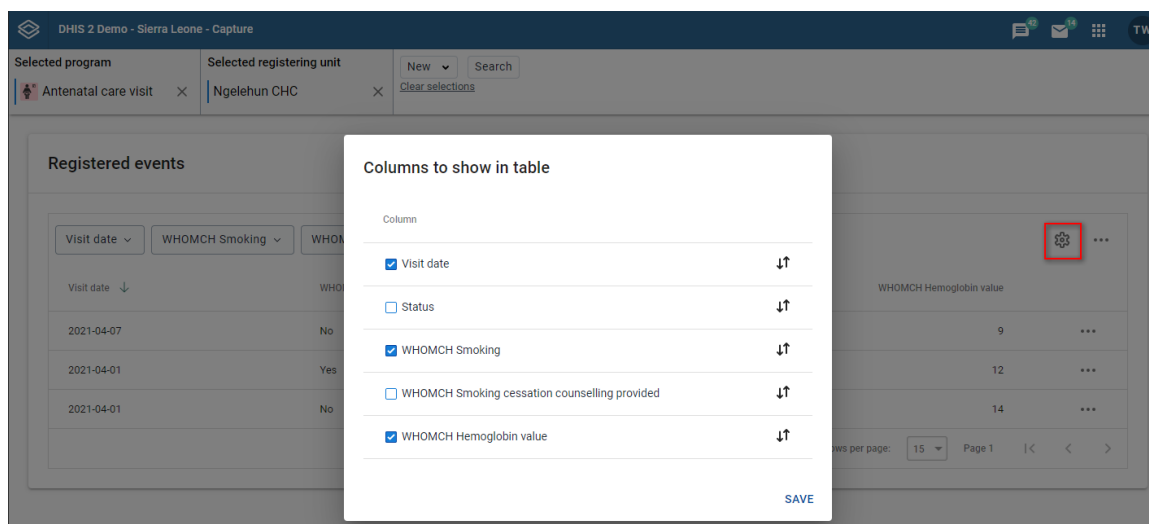 DHIS 2 Demo - Sierra Leone - Capture
42
14
TW
Selected program
Selected registering unit
New
Search
Antenatal care visit
Ngelehun CHC
Clear selections
Registered events
Columns to show in table
Column
Visit date
WHOMCH Smoking
Visit date
Status
WHOMCH Smoking
WHOMCH Smoking cessation counselling provided
WHOMCH Hemoglobin value
SAVE
Visit date
WHOMCH Hemoglobin value
2021-04-07
No
9
2021-04-01
Yes
12
2021-04-01
No
14
per page:
15
Page 1